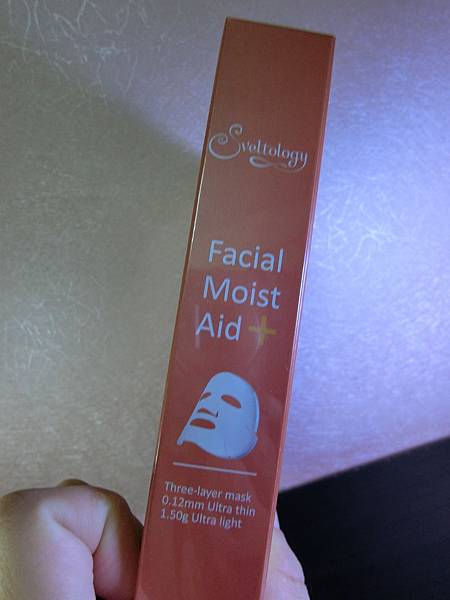 Sveltology
Facial
Moist
Aid +
Three-layer mask
0.12mm Ultra thin
1.50g Ultra light